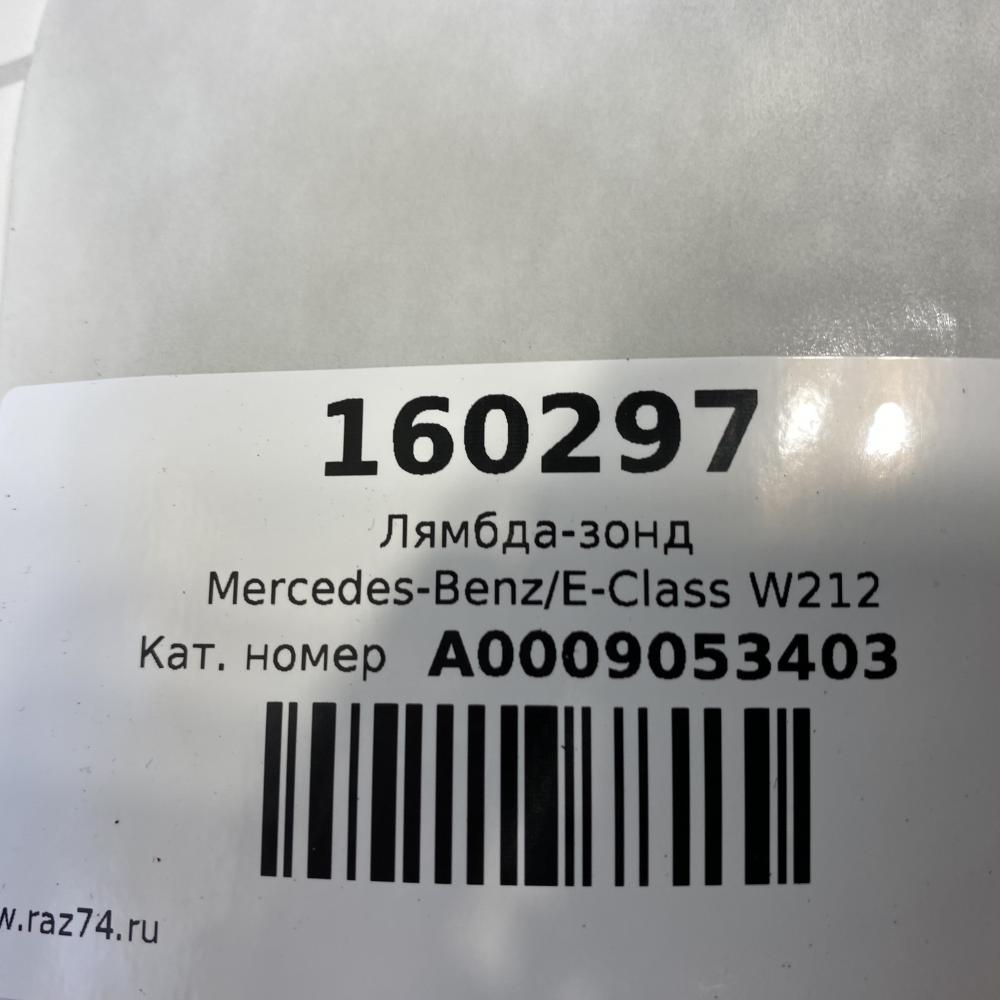 160297
Лямбда-зонд
Mercedes-Benz/E-Class W212
Кат. номер A0009053403
w.raz74.ru